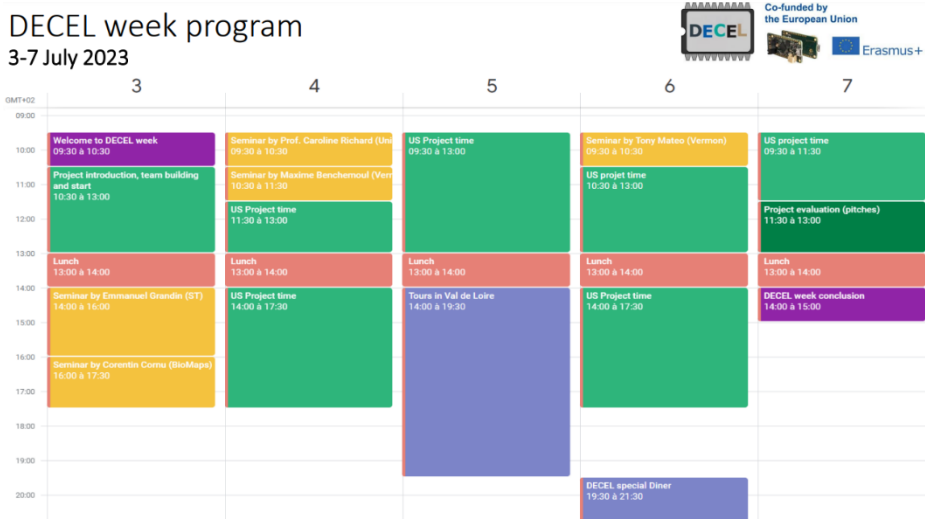 DECEL week program
3-7 July 2023
DECEL
Co-funded by
the European Union
Erasmus+
3
4
5
6
7
GMT+02
09:00
10:00
11:00
12:00
13:00
14:00
15:00
16:00
17:00
18:00
19:00
20:00
Welcome to DECEL week
09:30 à 10:30
Project introduction, team building
and start
10:30 à 13:00
Lunch
13:00 à 14:00
Seminar by Emmanuel Grandin (ST)
14:00 à 16:00
Seminar by Corentin Cornu (BioMaps)
16:00 à 17:30
Seminar by Prof. Caroline Richard (Uni
09:30 à 10:30
Seminar by Maxime Benchemoul (Verr
10:30 à 11:30
US Project time
11:30 à 13:00
Lunch
13:00 à 14:00
US Project time
14:00 à 17:30
US Project time
09:30 à 13:00
Lunch
13:00 à 14:00
Tours in Val de Loire
14:00 à 19:30
Seminar by Tony Mateo (Vermon)
09:30 à 10:30
US projet time
10:30 à 13:00
Lunch
13:00 à 14:00
US Project time
14:00 à 17:30
DECEL special Diner
19:30 à 21:30
US project time
09:30 à 11:30
Project evaluation (pitches)
11:30 à 13:00
Lunch
13:00 à 14:00
DECEL week conclusion
14:00 à 15:00